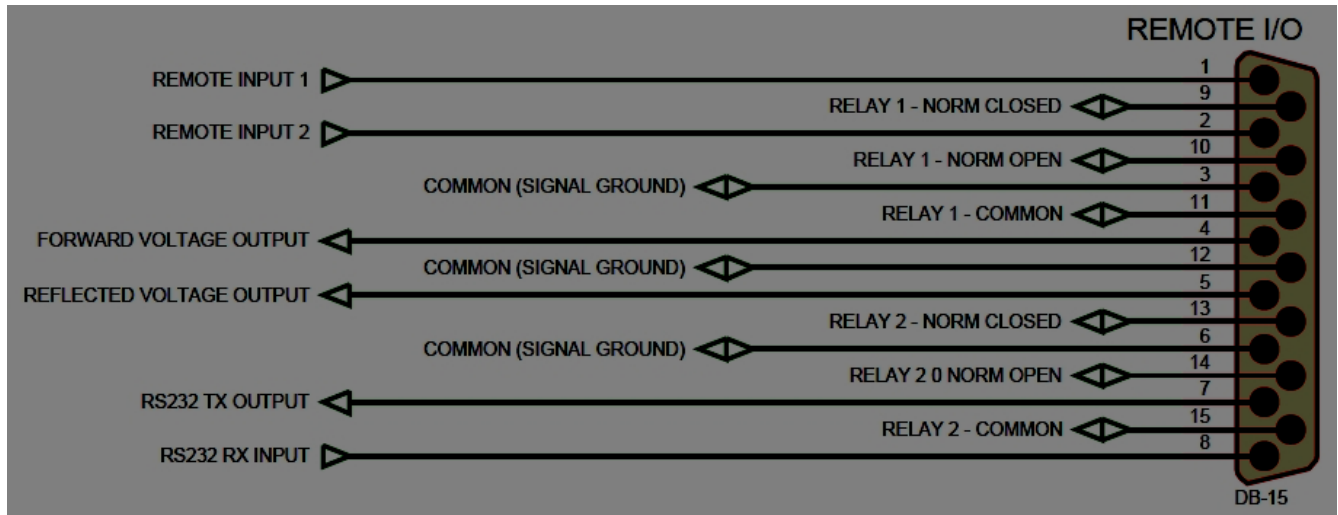 REMOTE I/O
REMOTE INPUT 1 1
RELAY 1 - NORM CLOSED 9
REMOTE INPUT 2 2
RELAY 1 - NORM OPEN 10
COMMON (SIGNAL GROUND) 3
RELAY 1 - COMMON 11
FORWARD VOLTAGE OUTPUT 4
COMMON (SIGNAL GROUND) 12
REFLECTED VOLTAGE OUTPUT 5
RELAY 2 - NORM CLOSED 13
COMMON (SIGNAL GROUND) 6
RELAY 2 0 NORM OPEN 14
RS232 TX OUTPUT 7
RELAY 2 - COMMON 15
RS232 RX INPUT 8
DB-15